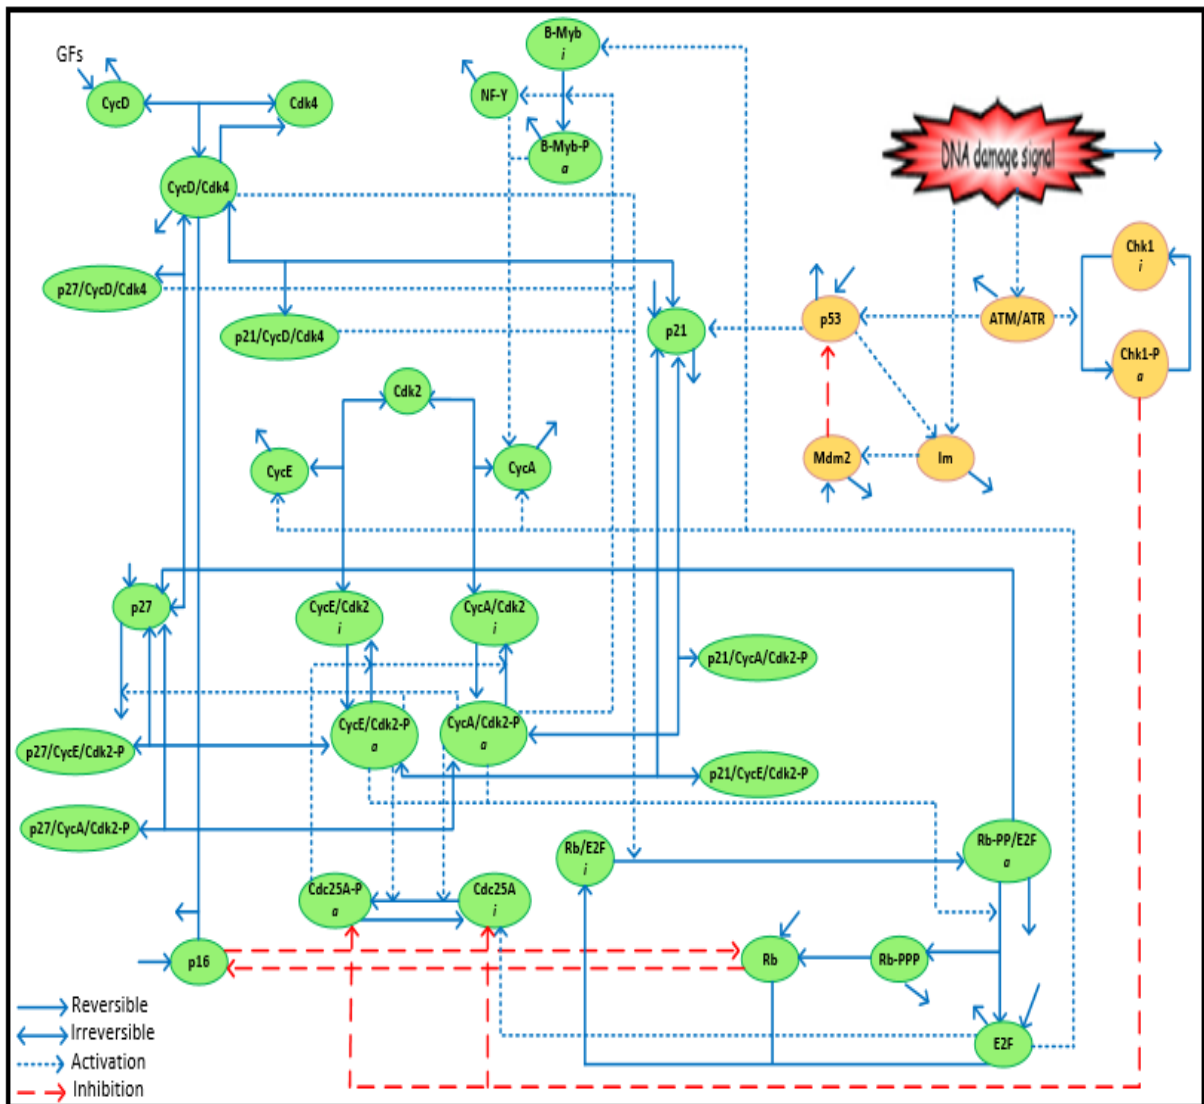 B-Myb
i
GFs
CycD
Cdk4
NF-Y
B-Myb-P
a
DNA damage signal
CycD/Cdk4
Chk1
i
p27/CycD/Cdk4
p21/CycD/Cdk4
p21
p53
ATM/ATR
Chk1-P
a
Cdk2
CycE
CycA
Mdm2
Im
p27
CycE/Cdk2
i
CycA/Cdk2
i
p21/CycA/Cdk2-P
CycE/Cdk2-P
a
CycA/Cdk2-P
a
p27/CycE/Cdk2-P
p21/CycE/Cdk2-P
p27/CycA/Cdk2-P
Rb/E2F
i
Rb-PP/E2F
a
Cdc25A-P
a
Cdc25A
i
p16
Rb
Rb-PPP
E2F
Reversible
Irreversible
Activation
Inhibition